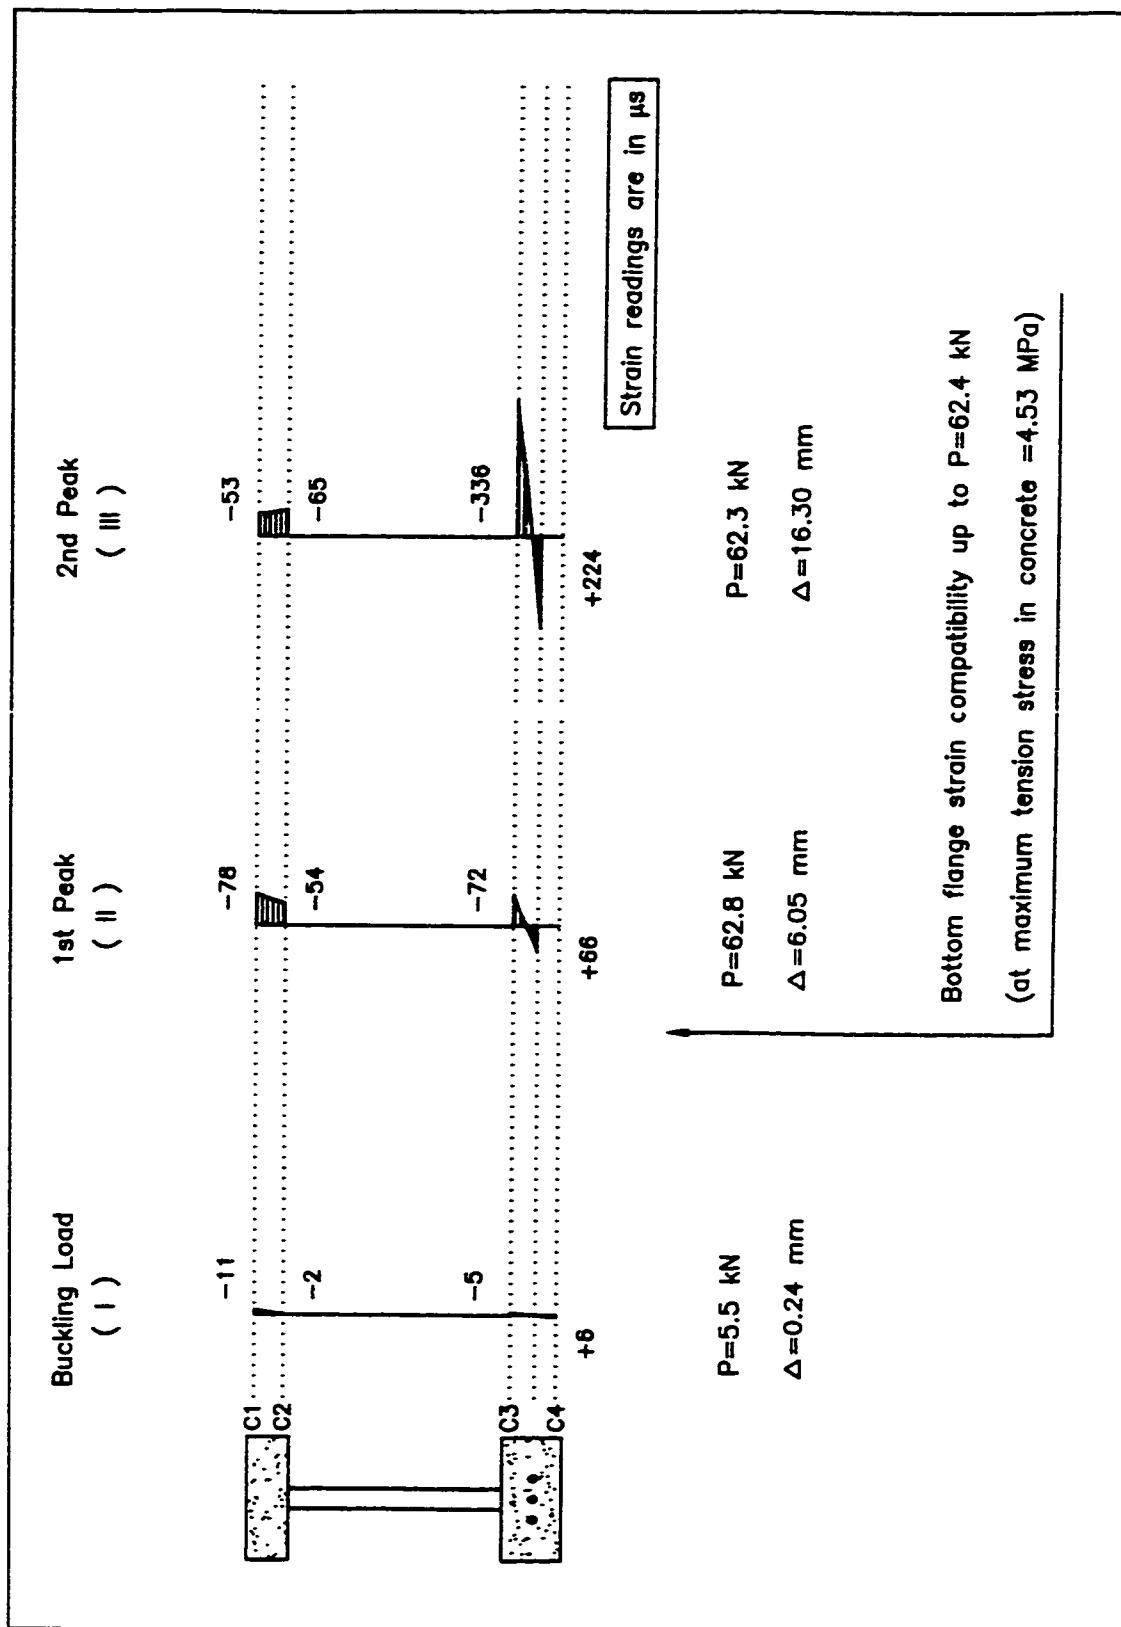 Buckling Load
( I )
1st Peak
( II )
2nd Peak
( III )
C1
C2
C3
C4
-11
-2
-5
+6
-78
-54
-72
+66
-53
-65
-336
+224
Strain readings are in µs
P=5.5 kN
Δ=0.24 mm
P=62.8 kN
Δ=6.05 mm
P=62.3 kN
Δ=16.30 mm
Bottom flange strain compatibility up to P=62.4 kN
(at maximum tension stress in concrete =4.53 MPa)